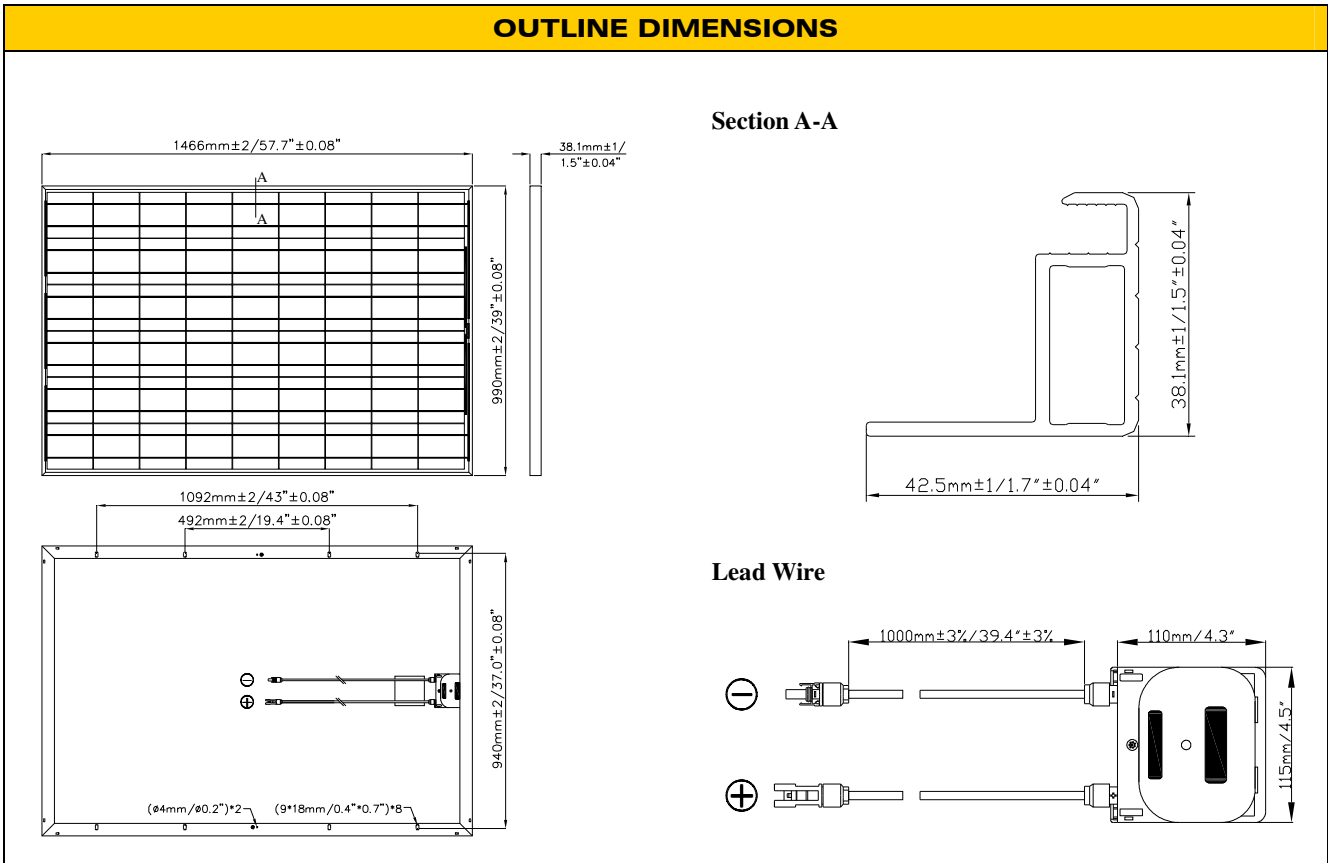 OUTLINE DIMENSIONS
1466mm±2/57.7"±0.08"
38.1mm±1/
1.5"±0.04"
A
A
990mm±2/39"±0.08"
1092mm±2/43"±0.08"
492mm±2/19.4"±0.08"
940mm±2/37.0"±0.08"
(ø4mm/ø0.2")*2
(9*18mm/0.4"*0.7")*8
Section A-A
38.1mm±1/1.5"±0.04"
42.5mm±1/1.7"±0.04"
Lead Wire
1000mm±3%/39.4"±3%
110mm/4.3"
115mm/4.5"